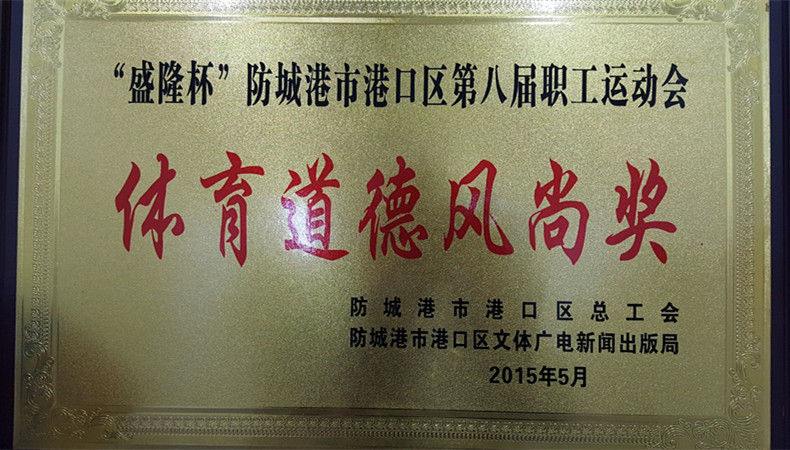 “盛隆杯”防城港市港口区第八届职工运动会
体育道德风尚奖
防城港市港口区总工会
防城港市港口区文体广电新闻出版局
2015年5月